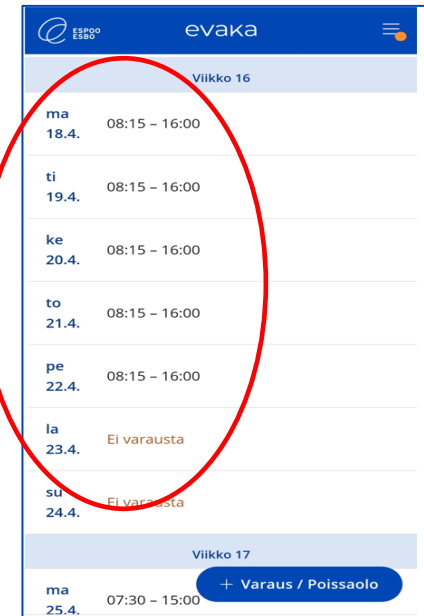 ESPOO
ESBO
evaka
Viikko 16
ma
18.4.
08:15 – 16:00
ti
19.4.
08:15 – 16:00
ke
20.4.
08:15 – 16:00
to
21.4.
08:15 – 16:00
pe
22.4.
08:15 – 16:00
la
23.4.
Ei varausta
su
24.4.
Ei varausta
Viikko 17
ma
25.4.
07:30 – 15:00
+ Varaus / Poissaolo